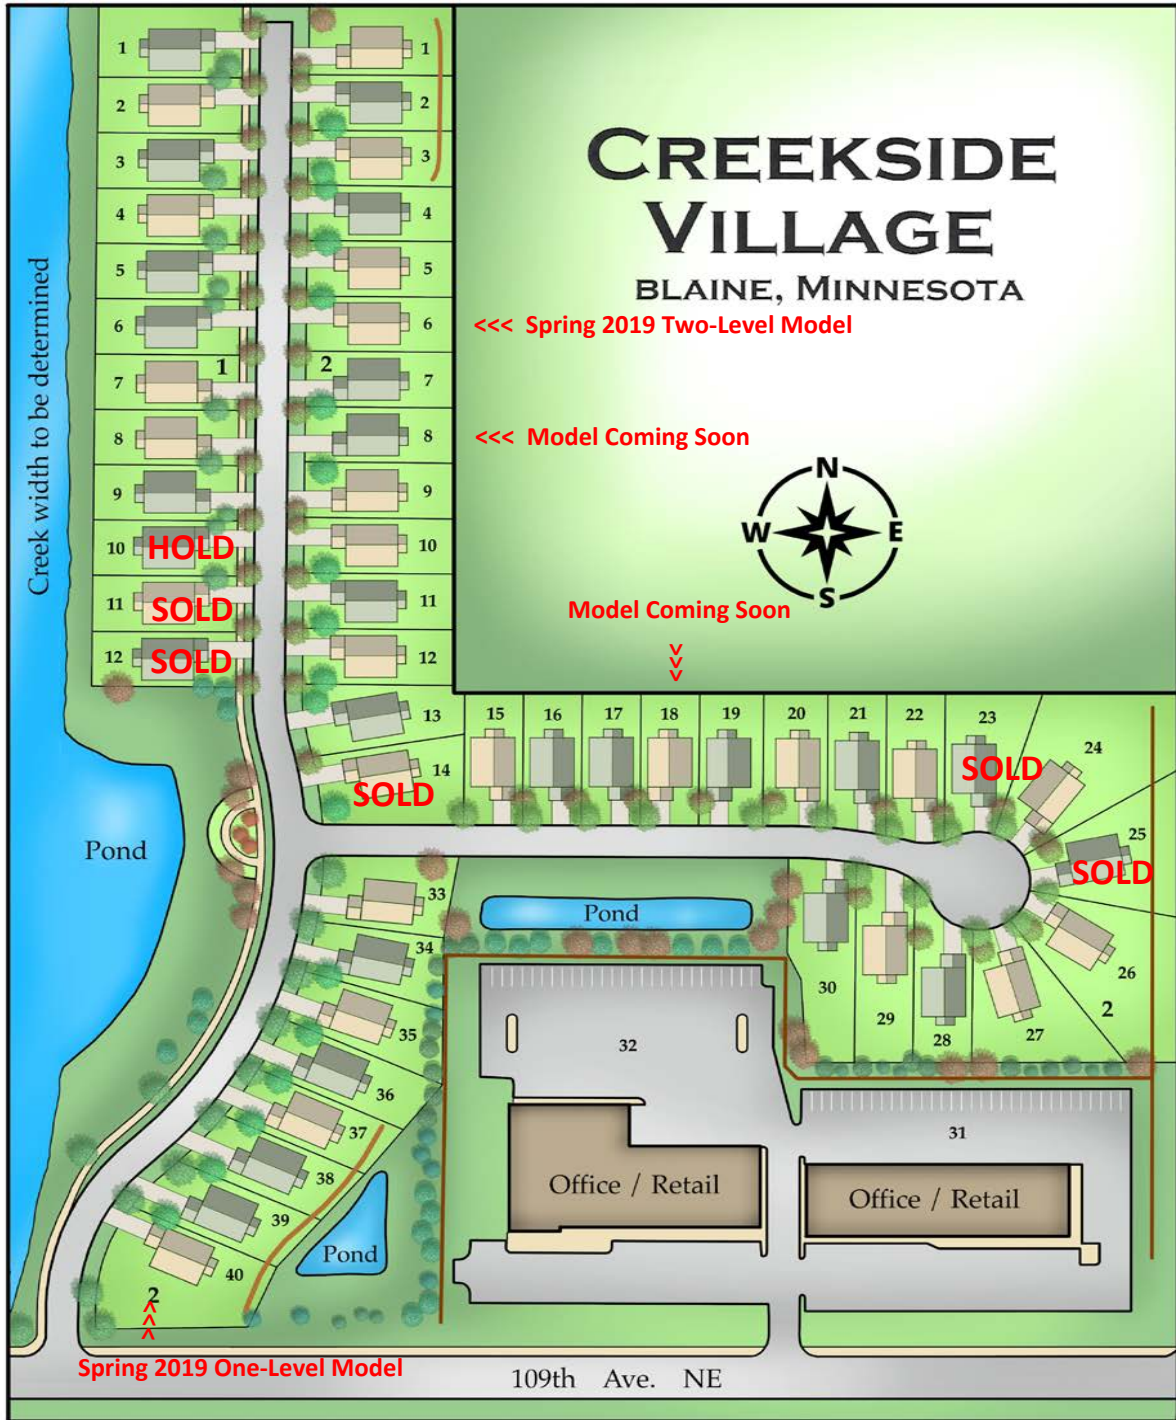 CREEKSIDE
VILLAGE
BLAINE, MINNESOTA
1
1
2
2
3
3
4
4
5
5
6
6
<<< Spring 2019 Two-Level Model
1
2
7
7
8
8
<<< Model Coming Soon
9
9
10
HOLD
10
11
SOLD
11
12
SOLD
12
Creek width to be determined
N
W
E
S
Model Coming Soon
<<<
13
14
SOLD
15
16
17
18
19
20
21
22
23
SOLD
24
25
SOLD
26
2
27
28
29
30
Pond
Pond
33
34
35
36
37
38
39
40
2
<<<
Spring 2019 One-Level Model
Pond
32
31
Office / Retail
Office / Retail
109th Ave. NE